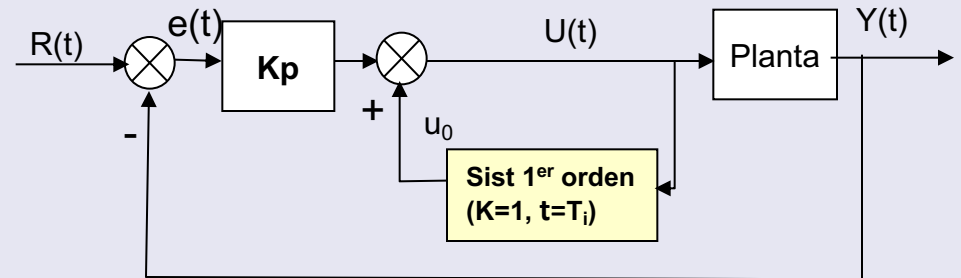 R(t)
e(t)
Kp
U(t)
Planta
Y(t)
-
+
u₀
Sist 1ᵉʳ orden
(K=1, t=Tᵢ)